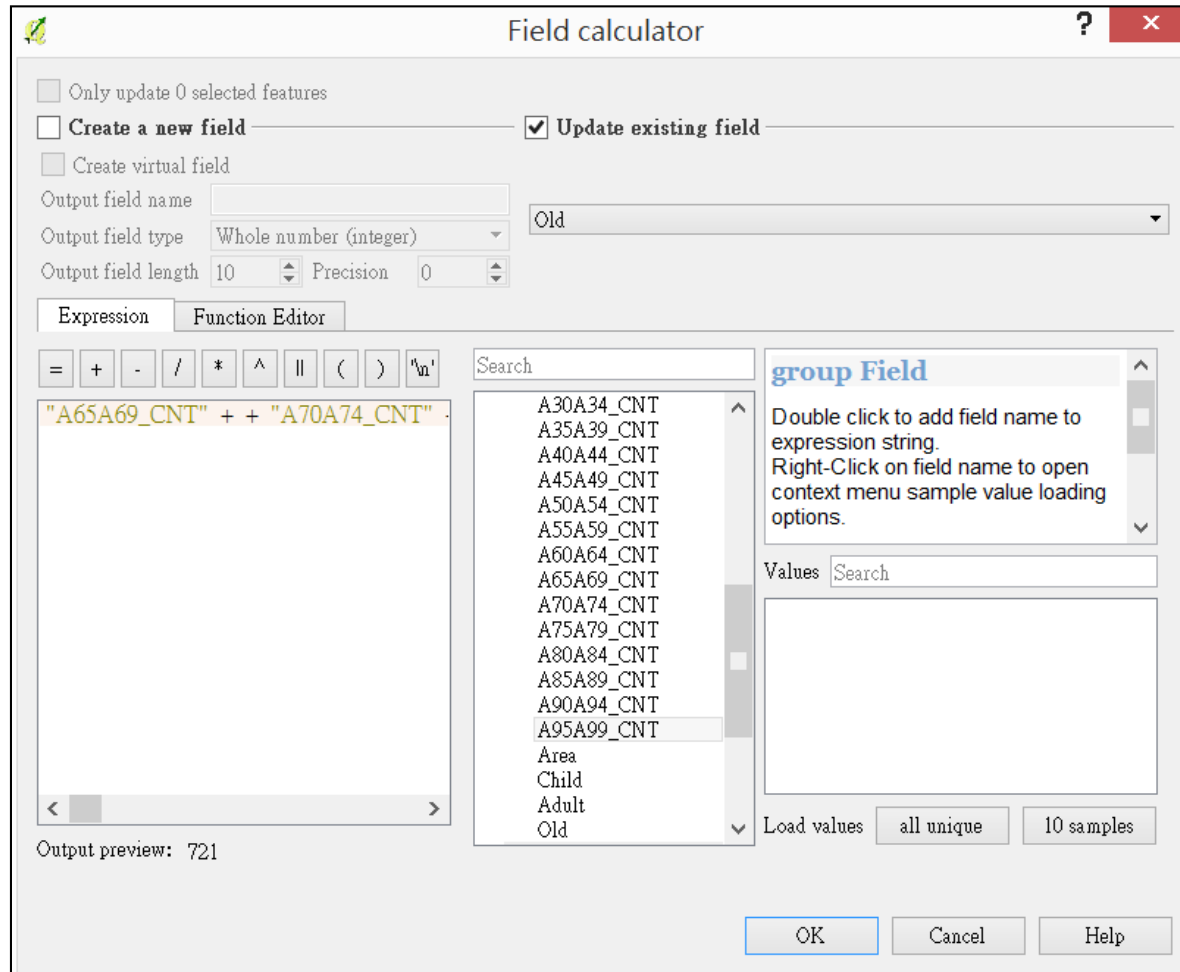 Field calculator
?
Only update 0 selected features
Create a new field
Update existing field
Create virtual field
Output field name
Old
Output field type Whole number (integer)
Output field length 10 Precision 0
Expression Function Editor
= + - / * ^ || ( ) '\n'
"A65A69_CNT" + + "A70A74_CNT"
Search
A30A34_CNT
A35A39_CNT
A40A44_CNT
A45A49_CNT
A50A54_CNT
A55A59_CNT
A60A64_CNT
A65A69_CNT
A70A74_CNT
A75A79_CNT
A80A84_CNT
A85A89_CNT
A90A94_CNT
A95A99_CNT
Area
Child
Adult
Old
group Field
Double click to add field name to
expression string.
Right-Click on field name to open
context menu sample value loading
options.
Values Search
Load values all unique 10 samples
Output preview: 721
OK Cancel Help